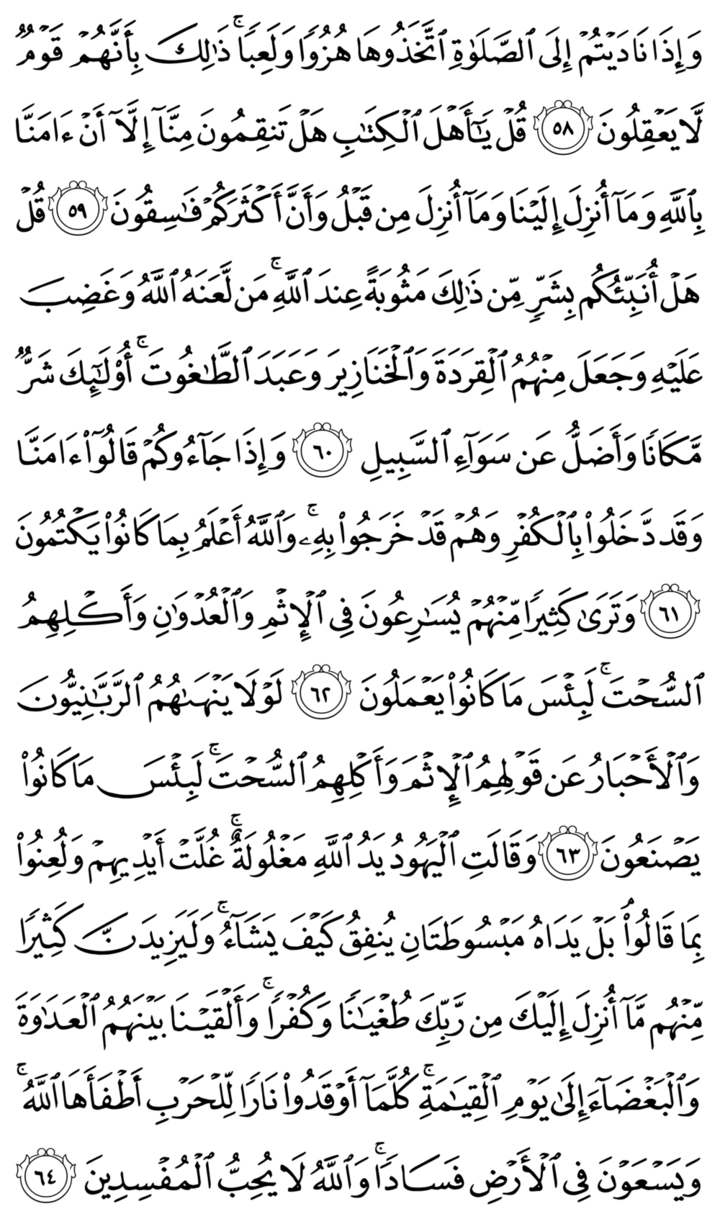 وَإِذَا نَادَيْتُمْ إِلَى ٱلصَّلَوٰةِ ٱتَّخَذُوهَا هُزُوًا وَلَعِبًا ۚ ذَٰلِكَ بِأَنَّهُمْ قَوْمٌ
لَّا يَعْقِلُونَ ٥٨ قُلْ يَـٰٓأَهْلَ ٱلْكِتَـٰبِ هَلْ تَنقِمُونَ مِنَّآ إِلَّآ أَنْ ءَامَنَّا
بِٱللَّهِ وَمَآ أُنزِلَ إِلَيْنَا وَمَآ أُنزِلَ مِن قَبْلُ وَأَنَّ أَكْثَرَكُمْ فَـٰسِقُونَ ٥٩ قُلْ
هَلْ أُنَبِّئُكُم بِشَرٍّ مِّن ذَٰلِكَ مَثُوبَةً عِندَ ٱللَّهِ ۚ مَن لَّعَنَهُ ٱللَّهُ وَغَضِبَ
عَلَيْهِ وَجَعَلَ مِنْهُمُ ٱلْقِرَدَةَ وَٱلْخَنَازِيرَ وَعَبَدَ ٱلطَّـٰغُوتَ ۚ أُو۟لَـٰٓئِكَ شَرٌّ
مَّكَانًا وَأَضَلُّ عَن سَوَآءِ ٱلسَّبِيلِ ٦٠ وَإِذَا جَآءُوكُمْ قَالُوٓا۟ ءَامَنَّا
وَقَد دَّخَلُوا۟ بِٱلْكُفْرِ وَهُمْ قَدْ خَرَجُوا۟ بِهِۦ ۚ وَٱللَّهُ أَعْلَمُ بِمَا كَانُوا۟ يَكْتُمُونَ
٦١ وَتَرَىٰ كَثِيرًا مِّنْهُمْ يُسَـٰرِعُونَ فِى ٱلْإِثْمِ وَٱلْعُدْوَٰنِ وَأَكْلِهِمُ
ٱلسُّحْتَ ۚ لَبِئْسَ مَا كَانُوا۟ يَعْمَلُونَ ٦٢ لَوْلَا يَنْهَىٰهُمُ ٱلرَّبَّـٰنِيُّونَ
وَٱلْأَحْبَارُ عَن قَوْلِهِمُ ٱلْإِثْمَ وَأَكْلِهِمُ ٱلسُّحْتَ ۚ لَبِئْسَ مَا كَانُوا۟
يَصْنَعُونَ ٦٣ وَقَالَتِ ٱلْيَهُودُ يَدُ ٱللَّهِ مَغْلُولَةٌ ۚ غُلَّتْ أَيْدِيهِمْ وَلُعِنُوا۟
بِمَا قَالُوا۟ ۘ بَلْ يَدَاهُ مَبْسُوطَتَانِ يُنفِقُ كَيْفَ يَشَآءُ ۚ وَلَيَزِيدَنَّ كَثِيرًا
مِّنْهُم مَّآ أُنزِلَ إِلَيْكَ مِن رَّبِّكَ طُغْيَـٰنًا وَكُفْرًا ۚ وَأَلْقَيْنَا بَيْنَهُمُ ٱلْعَدَٰوَةَ
وَٱلْبَغْضَآءَ إِلَىٰ يَوْمِ ٱلْقِيَـٰمَةِ ۚ كُلَّمَآ أَوْقَدُوا۟ نَارًا لِّلْحَرْبِ أَطْفَأَهَا ٱللَّهُ ۚ
وَيَسْعَوْنَ فِى ٱلْأَرْضِ فَسَادًا ۚ وَٱللَّهُ لَا يُحِبُّ ٱلْمُفْسِدِينَ ٦٤